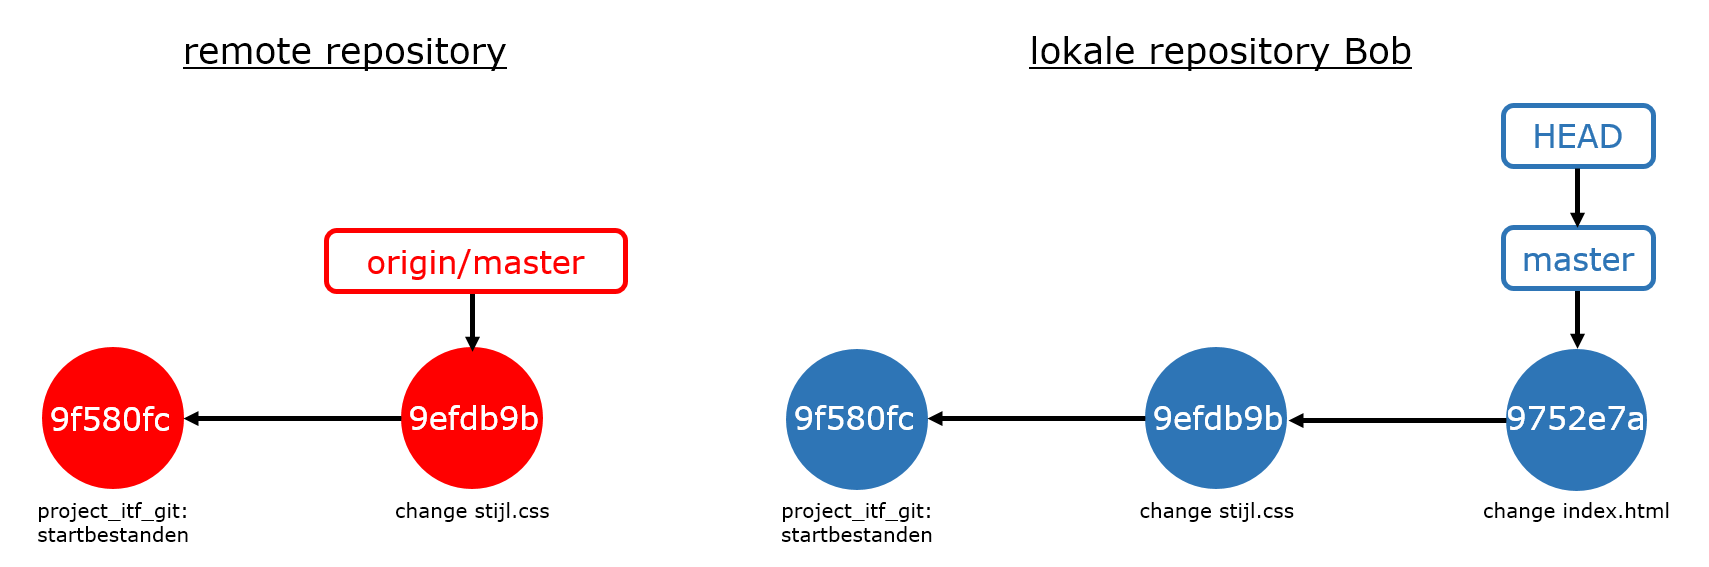 remote repository
origin/master
9f580fc
9efdb9b
project_itf_git:
startbestanden
change stijl.css
lokale repository Bob
HEAD
master
9f580fc
9efdb9b
9752e7a
project_itf_git:
startbestanden
change stijl.css
change index.html